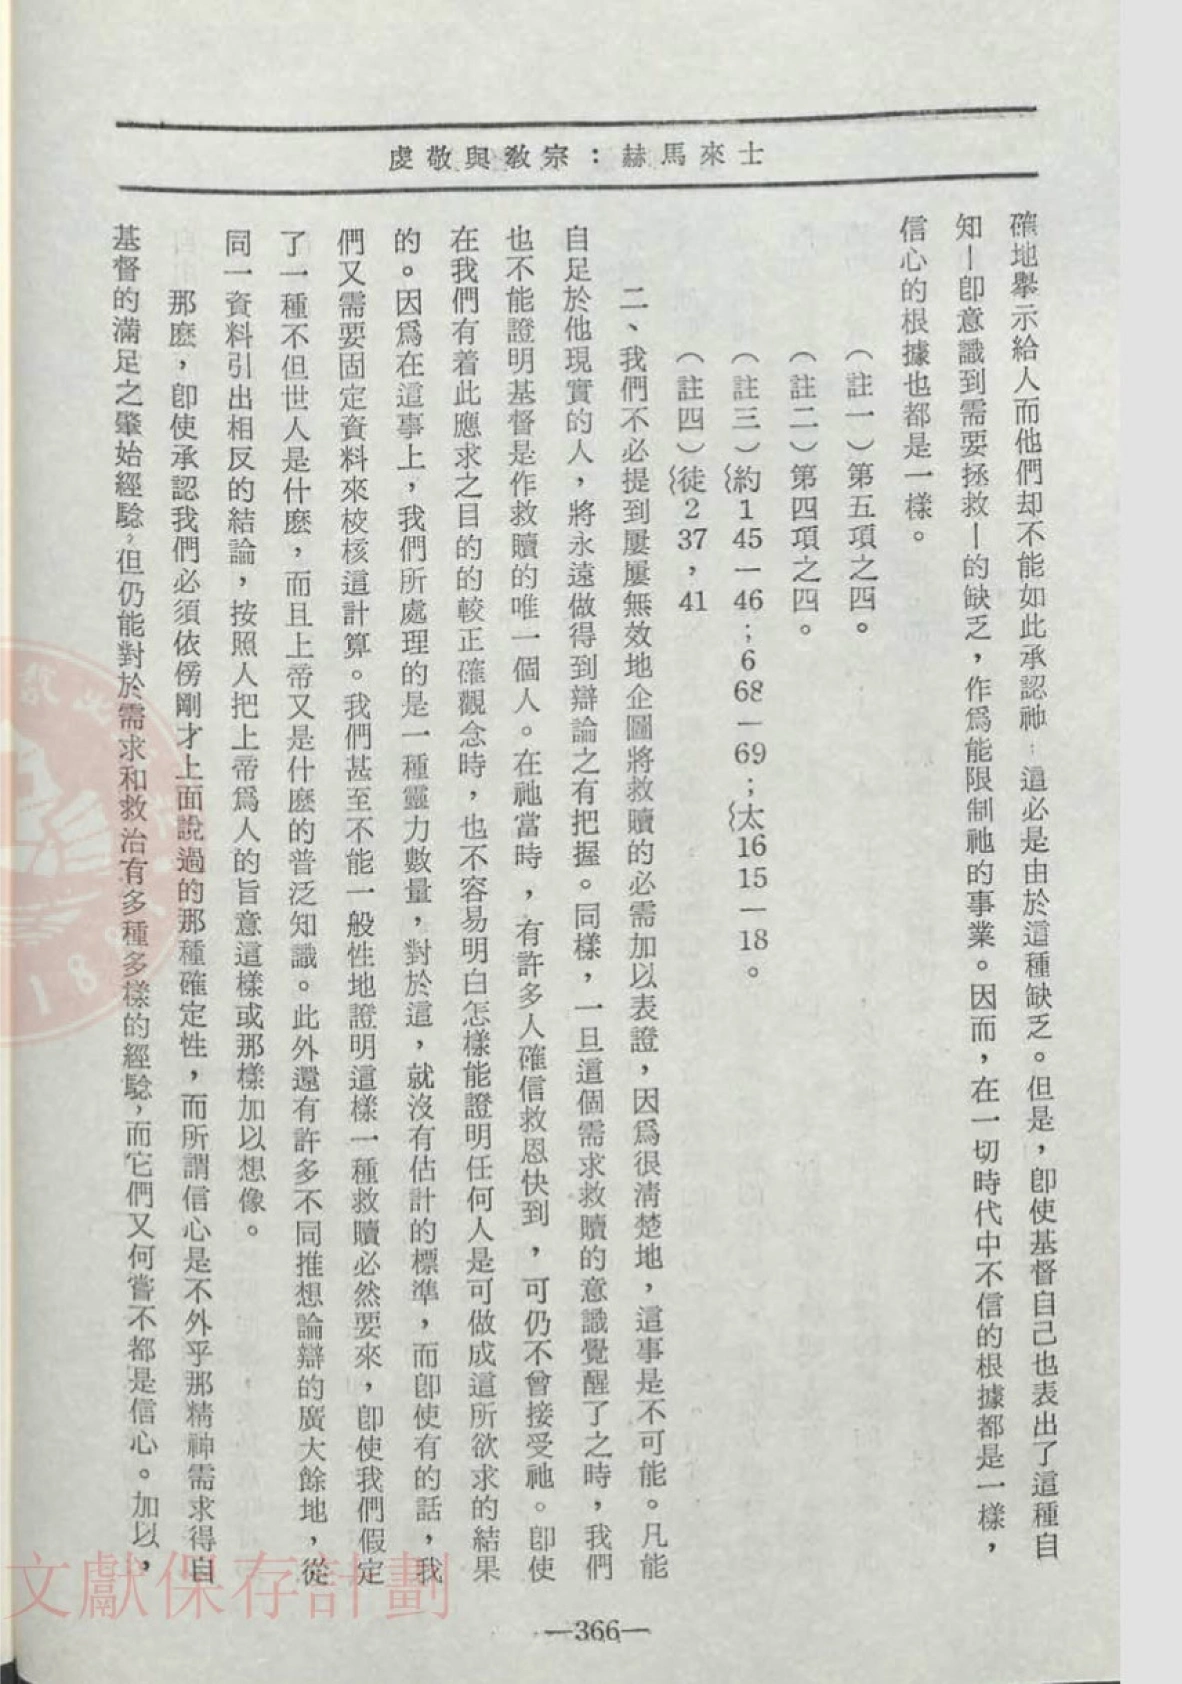 士來馬赫：宗教與敬虔
確地舉示給人而他們却不能如此承認祂﹔這必是由於這種缺乏。但是，卽使基督自己也表出了這種自
知—卽意識到需要拯救—的缺乏，作爲能限制祂的事業。因而，在一切時代中不信的根據都是一樣，
信心的根據也都是一樣。
（註一）第五項之四。
（註二）第四項之四。
（註三）約1 45—46；6 68—69；太16 15—18。
（註四）徒2 37，41
二、我們不必提到屢屢無效地企圖將救贖的必需加以表證，因爲很清楚地，這事是不可能。凡能
自足於他現實的人，將永遠做得到辯論之有把握。同樣，一旦這個需求救贖的意識覺醒了之時，我們
也不能證明基督是作救贖的唯一個人。在祂當時，有許多人確信救恩快到，可仍不曾接受祂。卽使
在我們有着此應求之目的的較正確觀念時，也不容易明白怎樣能證明任何人是可做成這所欲求的結果
的。因爲在這事上，我們所處理的是一種靈力數量，對於這，就沒有估計的標準，而卽使有的話，我
們又需要固定資料來校核這計算。我們甚至不能一般性地證明這樣一種救贖必然要來，卽使我們假定
了一種不但世人是什麽，而且上帝又是什麽的普泛知識。此外還有許多不同推想論辯的廣大餘地，從
同一資料引出相反的結論，按照人把上帝爲人的旨意這樣或那樣加以想像。
那麽，卽使承認我們必須依傍剛才上面說過的那種確定性，而所謂信心是不外乎那精神需求得自
基督的滿足之肇始經驗，但仍能對於需求和救治有多種多樣的經驗，而它們又何嘗不都是信心。加以，
—366—
文獻保存計劃